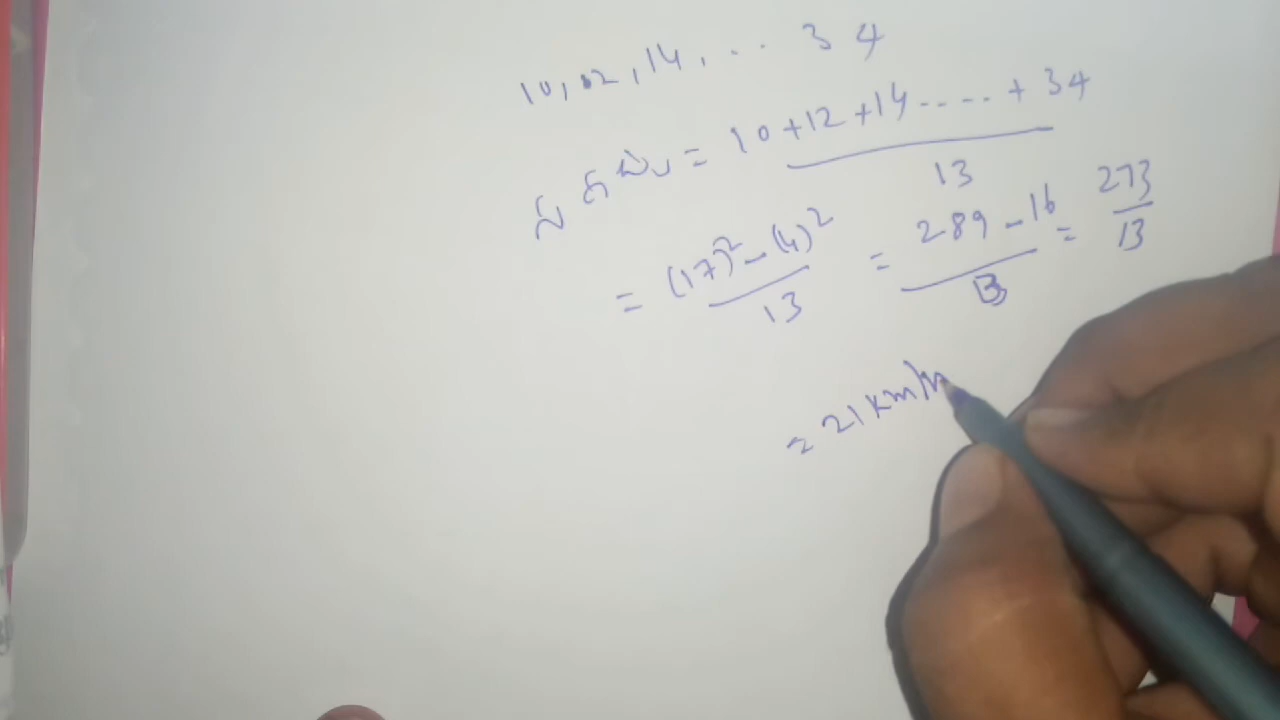 10, 12, 14, ... 34
= 10 + 12 + 14 ..... + 34
13
= (17)² - (4)² / 13 = 289 - 16 / 13 = 273 / 13
= 21 km/h